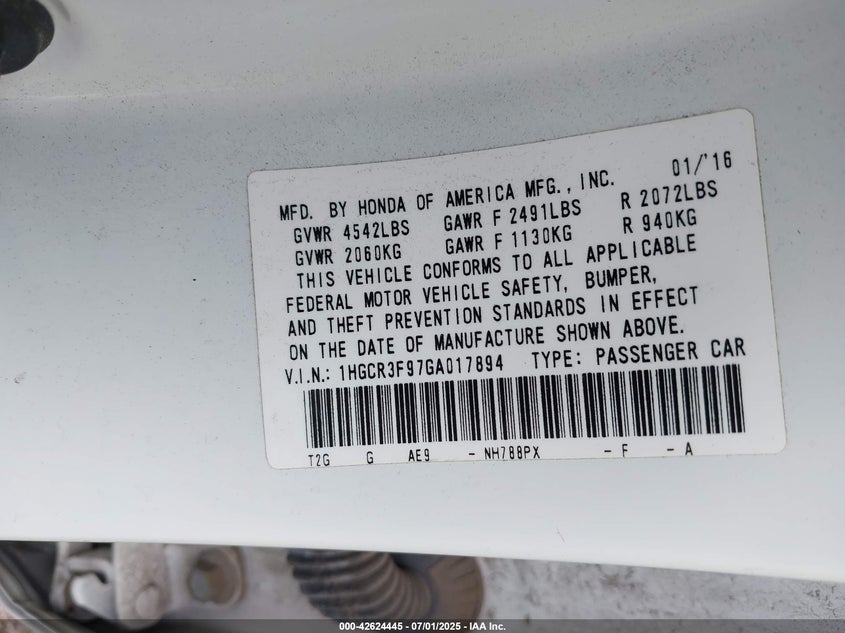 MFD. BY HONDA OF AMERICA MFG., INC. 01/'16
GVWR 4542LBS GAWR F 2491LBS R 2072LBS
GVWR 2060KG GAWR F 1130KG R 940KG
THIS VEHICLE CONFORMS TO ALL APPLICABLE
FEDERAL MOTOR VEHICLE SAFETY, BUMPER,
AND THEFT PREVENTION STANDARDS IN EFFECT
ON THE DATE OF MANUFACTURE SHOWN ABOVE.
V.I.N.: 1HGCR3F97GA017894 TYPE: PASSENGER CAR
T2G G AE9 - NH788PX - F - A
000-42624445 - 07/01/2025 - IAA Inc.